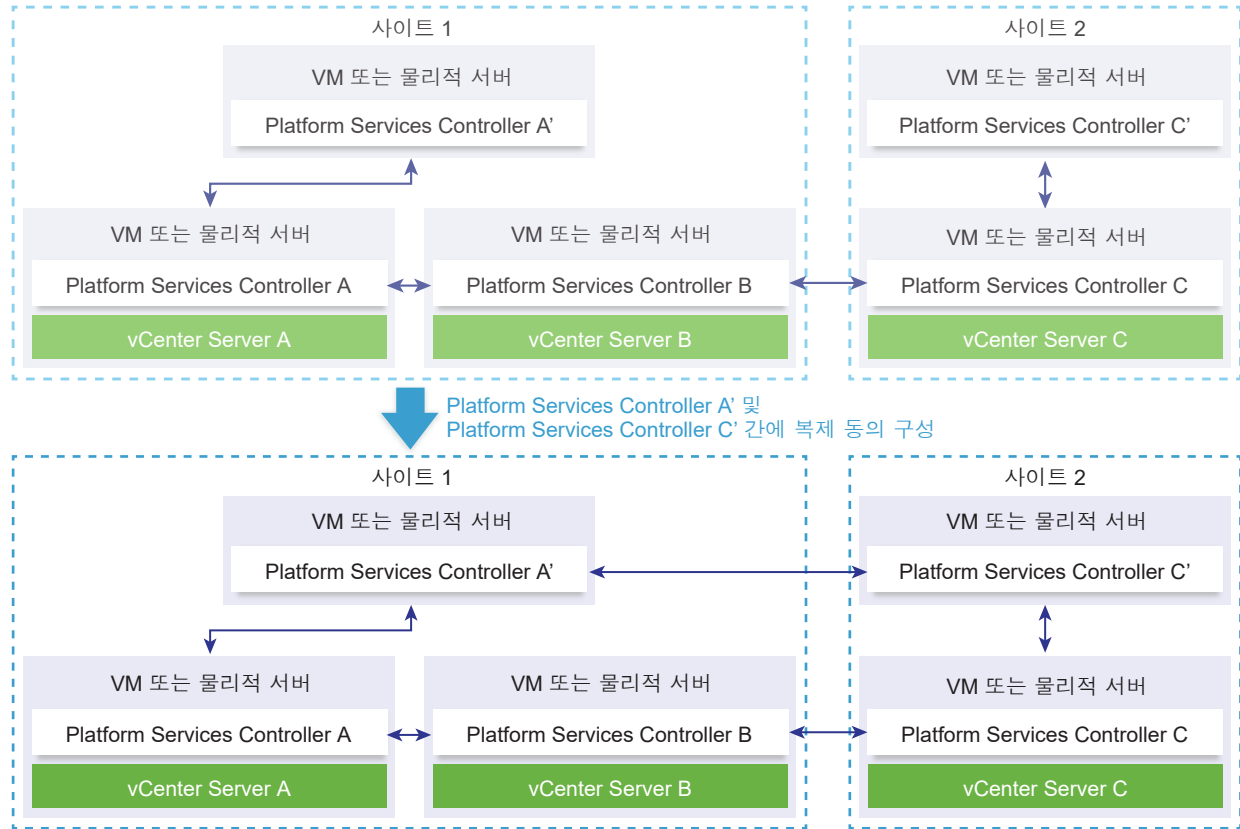 사이트 1
사이트 2
VM 또는 물리적 서버
Platform Services Controller A’
VM 또는 물리적 서버
Platform Services Controller C’
VM 또는 물리적 서버
Platform Services Controller A
vCenter Server A
VM 또는 물리적 서버
Platform Services Controller B
vCenter Server B
VM 또는 물리적 서버
Platform Services Controller C
vCenter Server C
Platform Services Controller A’ 및
Platform Services Controller C’ 간에 복제 동의 구성
사이트 1
사이트 2
VM 또는 물리적 서버
Platform Services Controller A’
VM 또는 물리적 서버
Platform Services Controller C’
VM 또는 물리적 서버
Platform Services Controller A
vCenter Server A
VM 또는 물리적 서버
Platform Services Controller B
vCenter Server B
VM 또는 물리적 서버
Platform Services Controller C
vCenter Server C